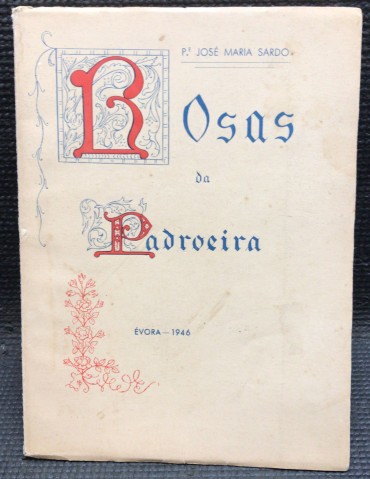 P.ᵉ JOSÉ MARIA SARDO
Rosas
da
Padroeira
ÉVORA — 1946